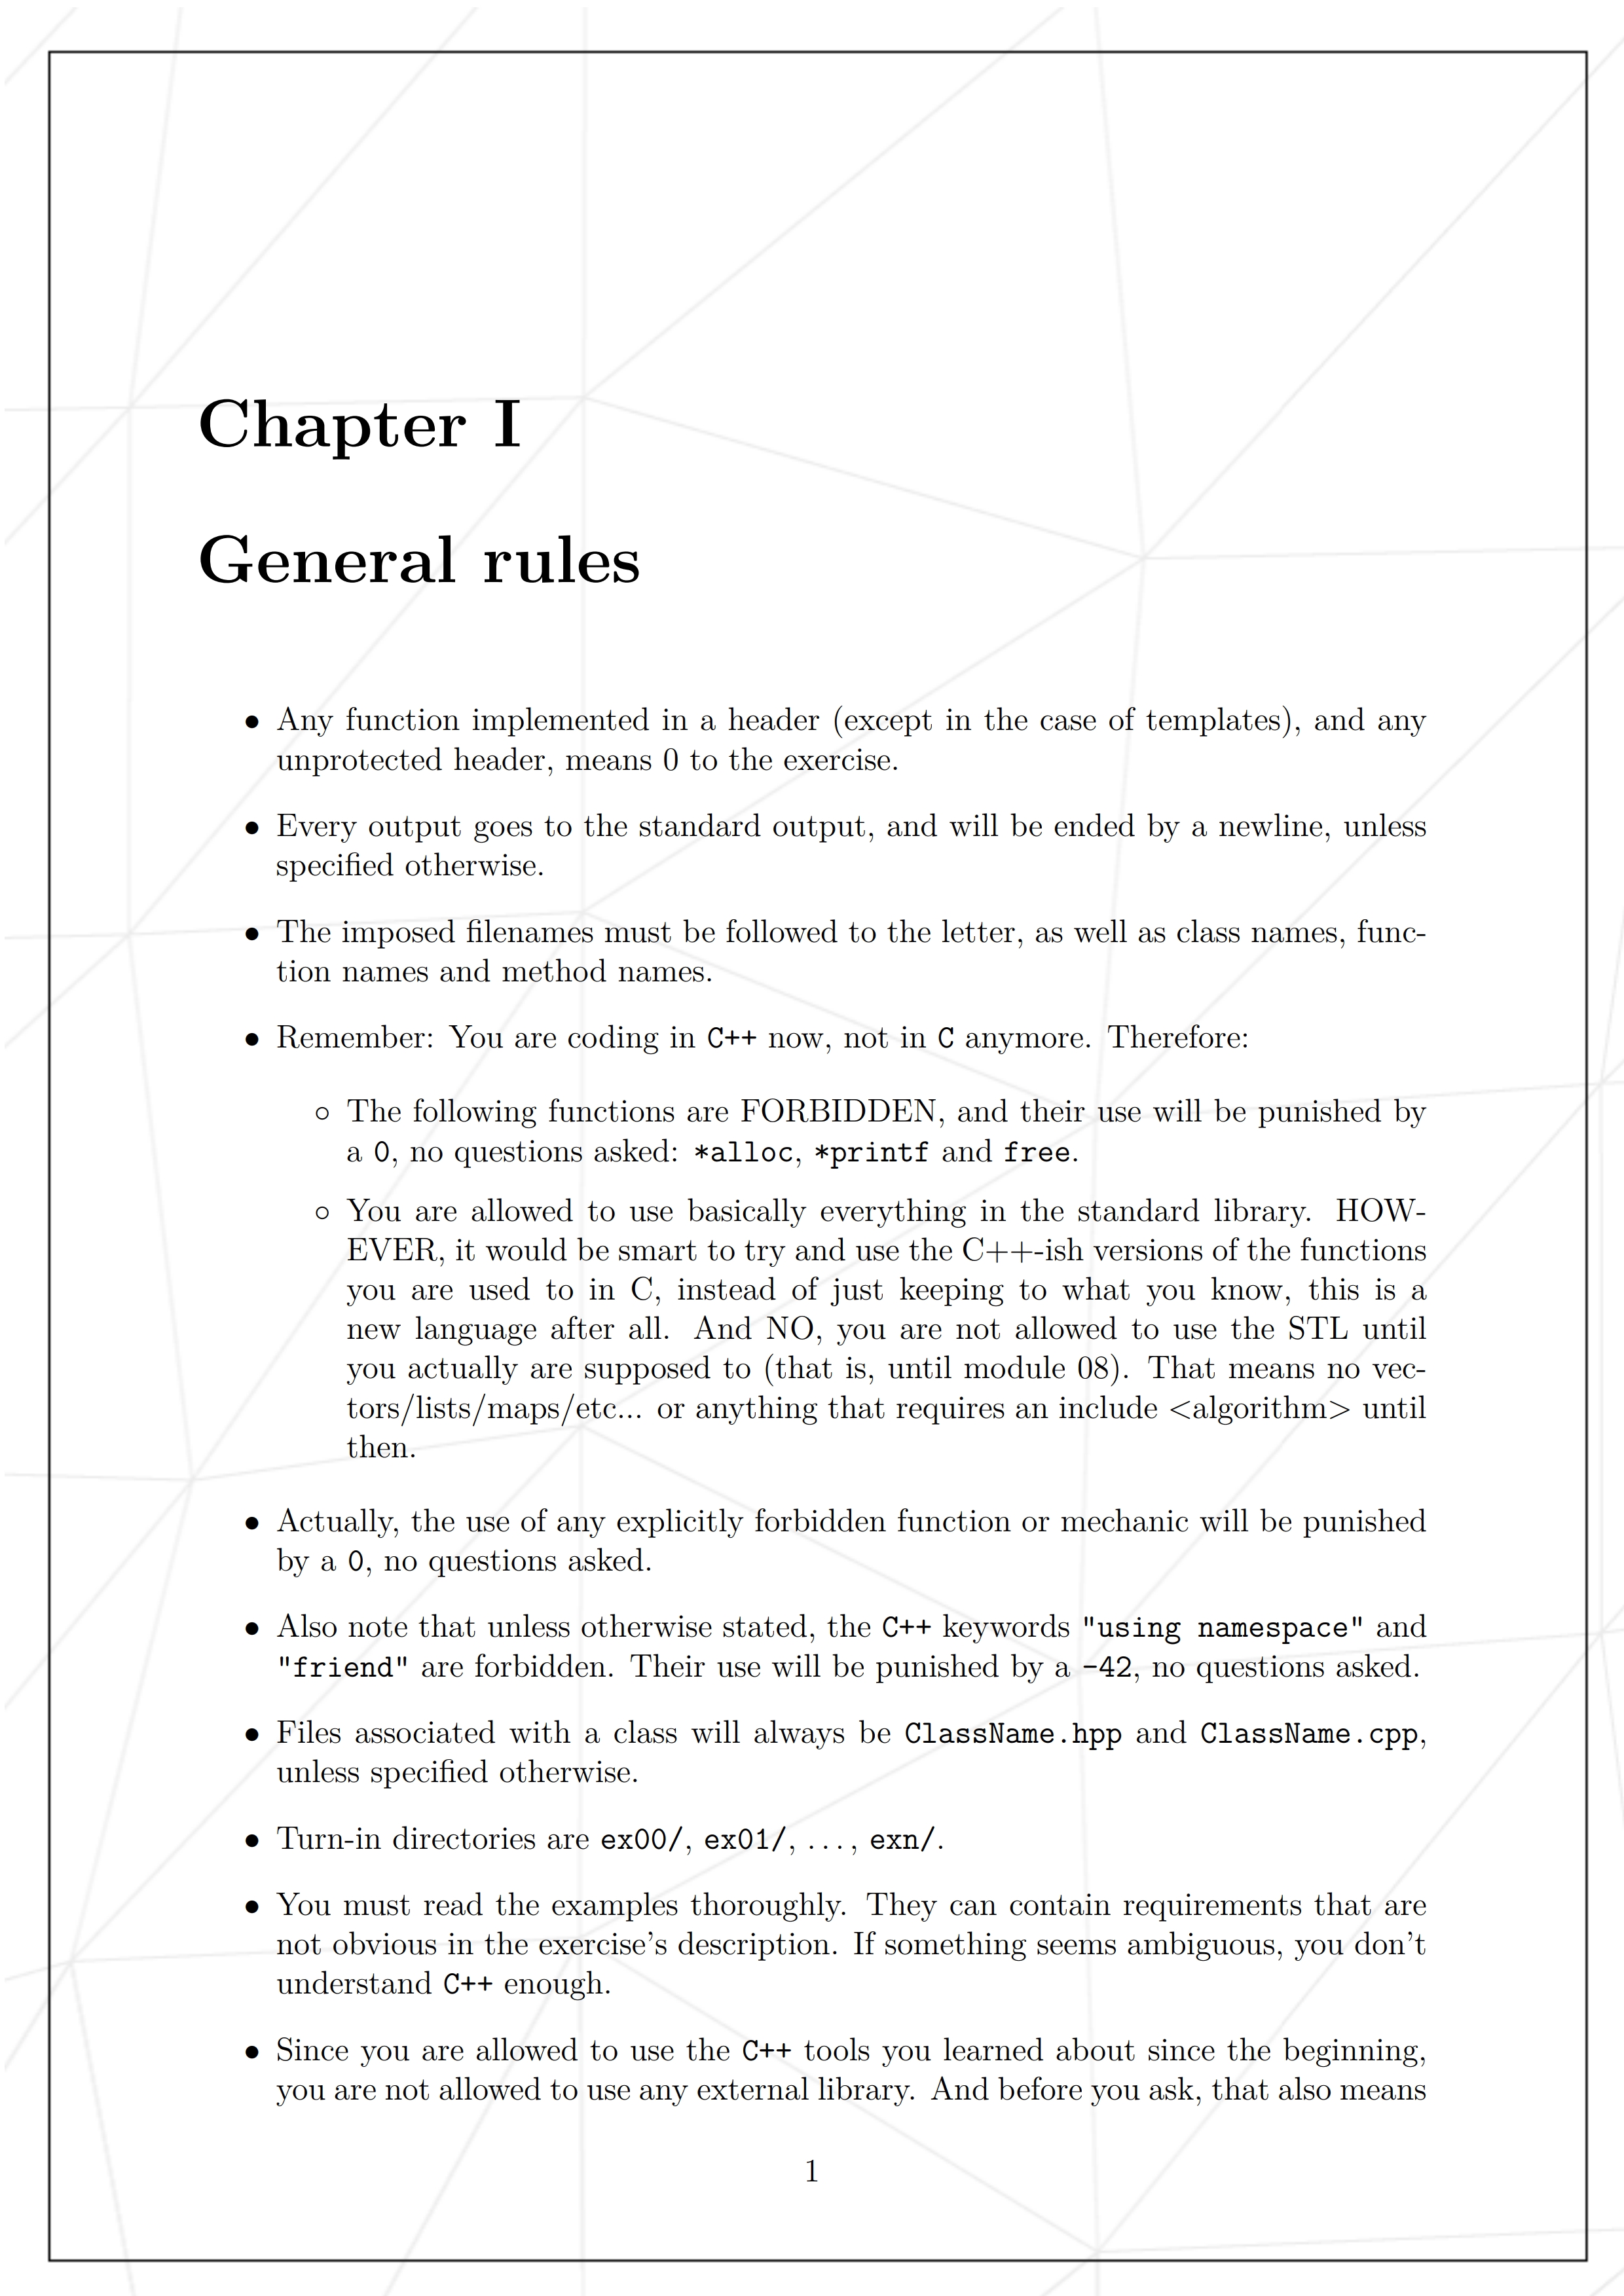 Chapter I
General rules
• Any function implemented in a header (except in the case of templates), and any
unprotected header, means 0 to the exercise.
• Every output goes to the standard output, and will be ended by a newline, unless
specified otherwise.
• The imposed filenames must be followed to the letter, as well as class names, func-
tion names and method names.
• Remember: You are coding in C++ now, not in C anymore. Therefore:
◦ The following functions are FORBIDDEN, and their use will be punished by
a 0, no questions asked: *alloc, *printf and free.
◦ You are allowed to use basically everything in the standard library. HOW-
EVER, it would be smart to try and use the C++-ish versions of the functions
you are used to in C, instead of just keeping to what you know, this is a
new language after all. And NO, you are not allowed to use the STL until
you actually are supposed to (that is, until module 08). That means no vec-
tors/lists/maps/etc... or anything that requires an include <algorithm> until
then.
• Actually, the use of any explicitly forbidden function or mechanic will be punished
by a 0, no questions asked.
• Also note that unless otherwise stated, the C++ keywords "using namespace" and
"friend" are forbidden. Their use will be punished by a -42, no questions asked.
• Files associated with a class will always be ClassName.hpp and ClassName.cpp,
unless specified otherwise.
• Turn-in directories are ex00/, ex01/, ..., exn/.
• You must read the examples thoroughly. They can contain requirements that are
not obvious in the exercise's description. If something seems ambiguous, you don't
understand C++ enough.
• Since you are allowed to use the C++ tools you learned about since the beginning,
you are not allowed to use any external library. And before you ask, that also means
1